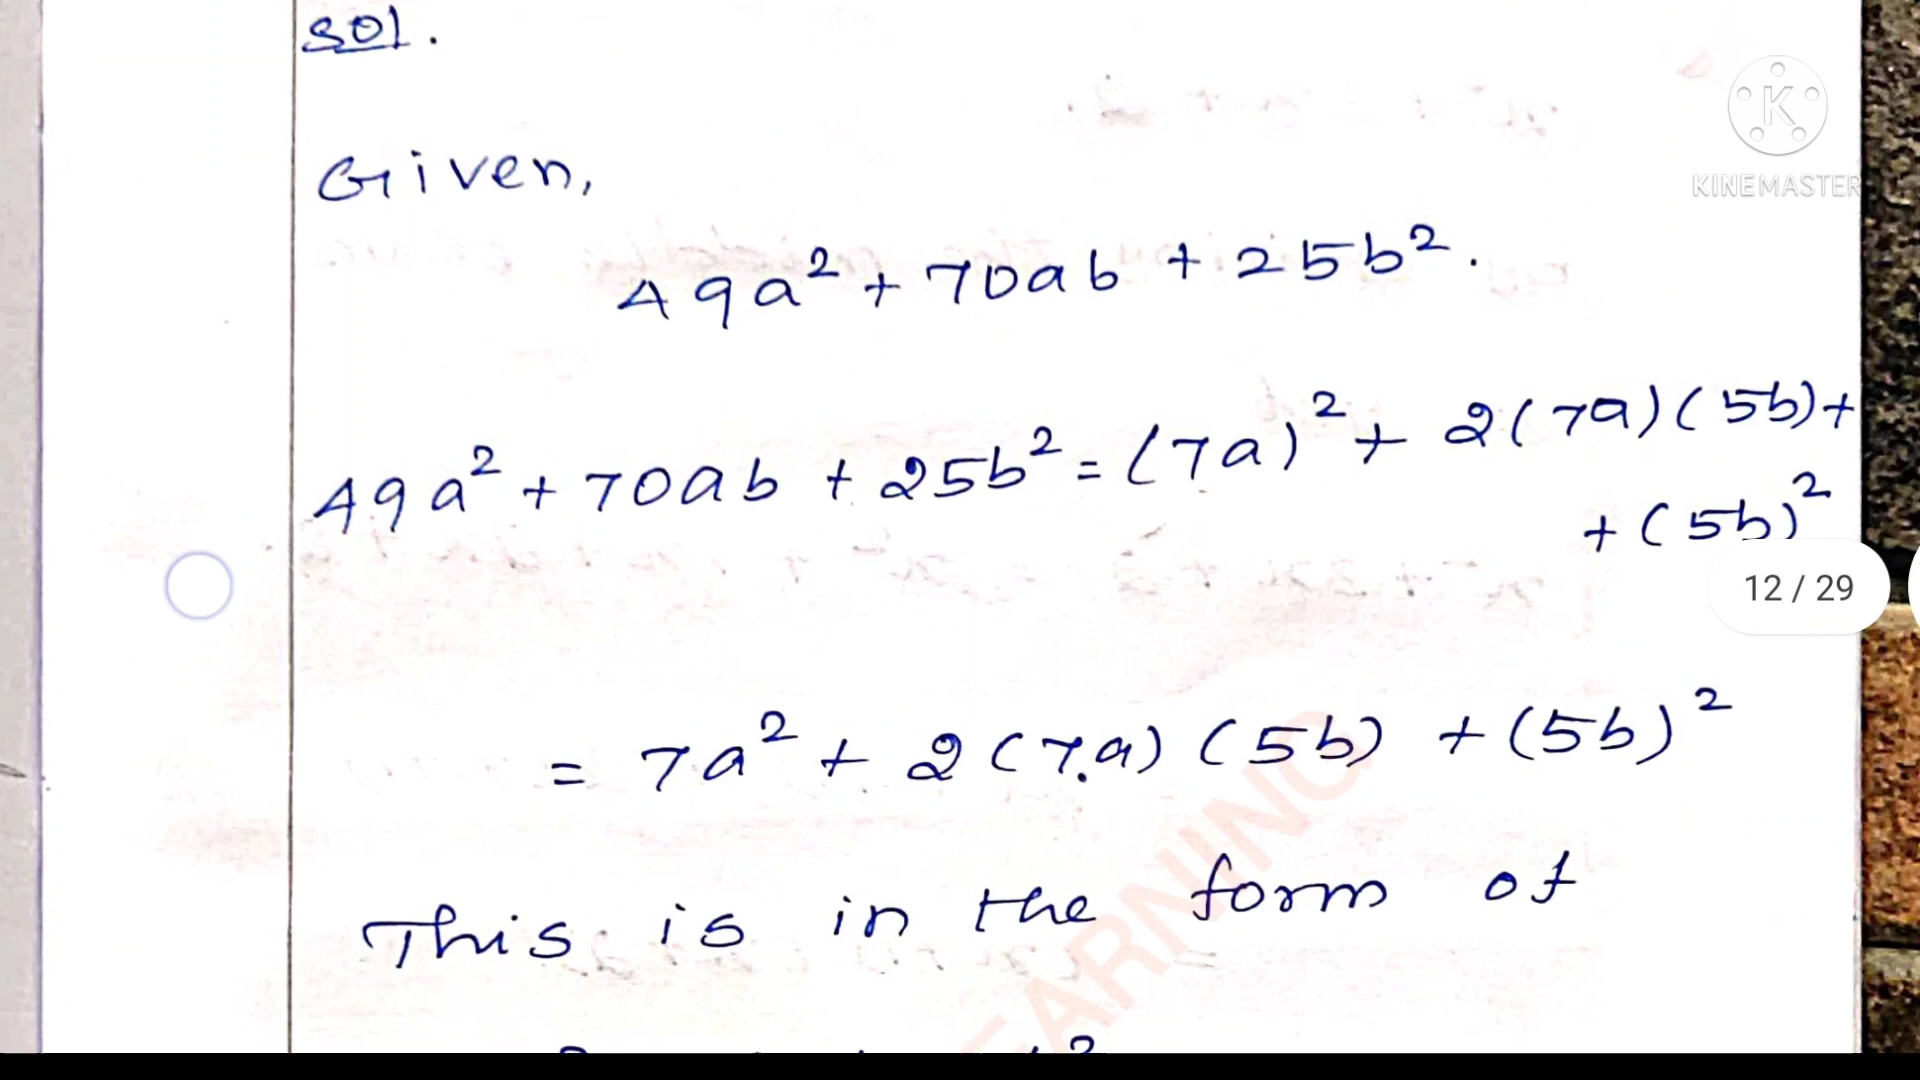 Sol.
Given,
KINEMASTER
49a² + 70ab + 25b².
49a² + 70ab + 25b² = (7a)² + 2(7a)(5b) +
+ (5b)²
12 / 29
= 7a² + 2(7.a)(5b) + (5b)²
This is in the form of
EARNING